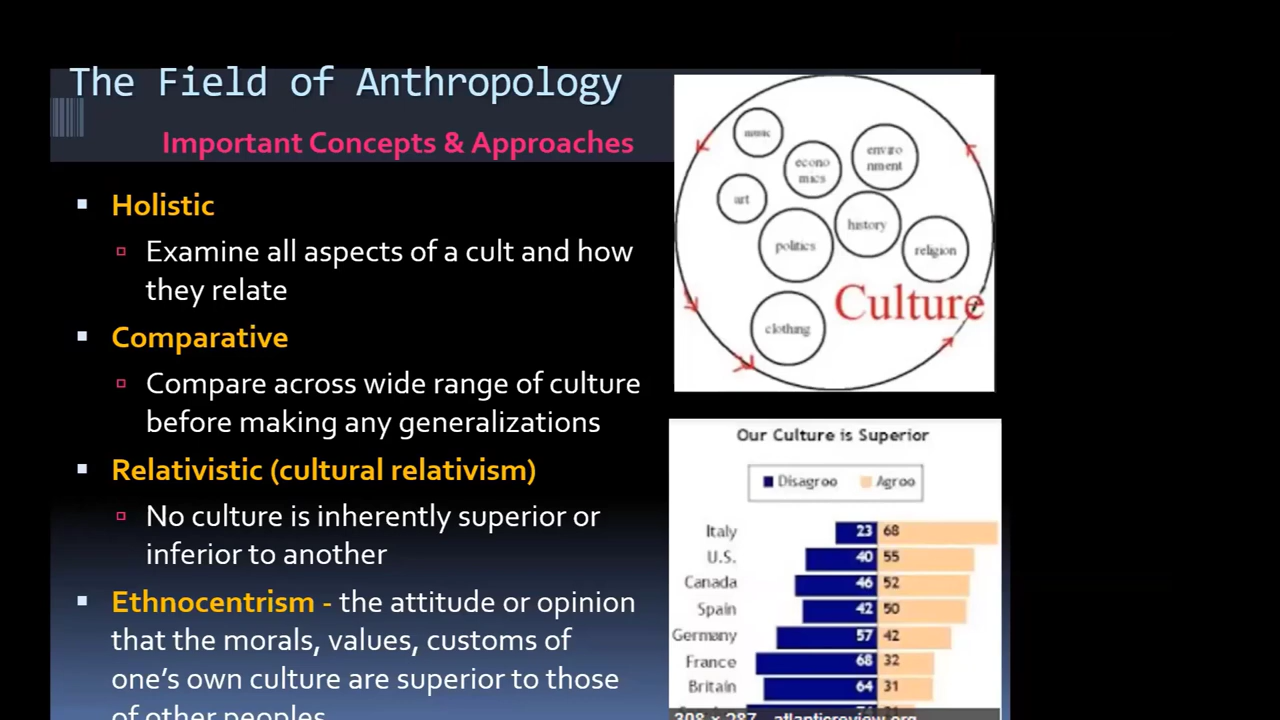 The Field of Anthropology
Important Concepts & Approaches
Holistic
Examine all aspects of a cult and how
they relate
Comparative
Compare across wide range of culture
before making any generalizations
Relativistic (cultural relativism)
No culture is inherently superior or
inferior to another
Ethnocentrism - the attitude or opinion
that the morals, values, customs of
one's own culture are superior to those
of other peoples
music
econo
mics
enviro
nment
art
history
politics
religion
Culture
clothing
Our Culture is Superior
Disagroo Agroo
Italy 23 68
U.S. 40 55
Canada 46 52
Spain 42 50
Germany 57 42
France 68 32
Britain 64 31
308 × 287 - atlanticreview.org